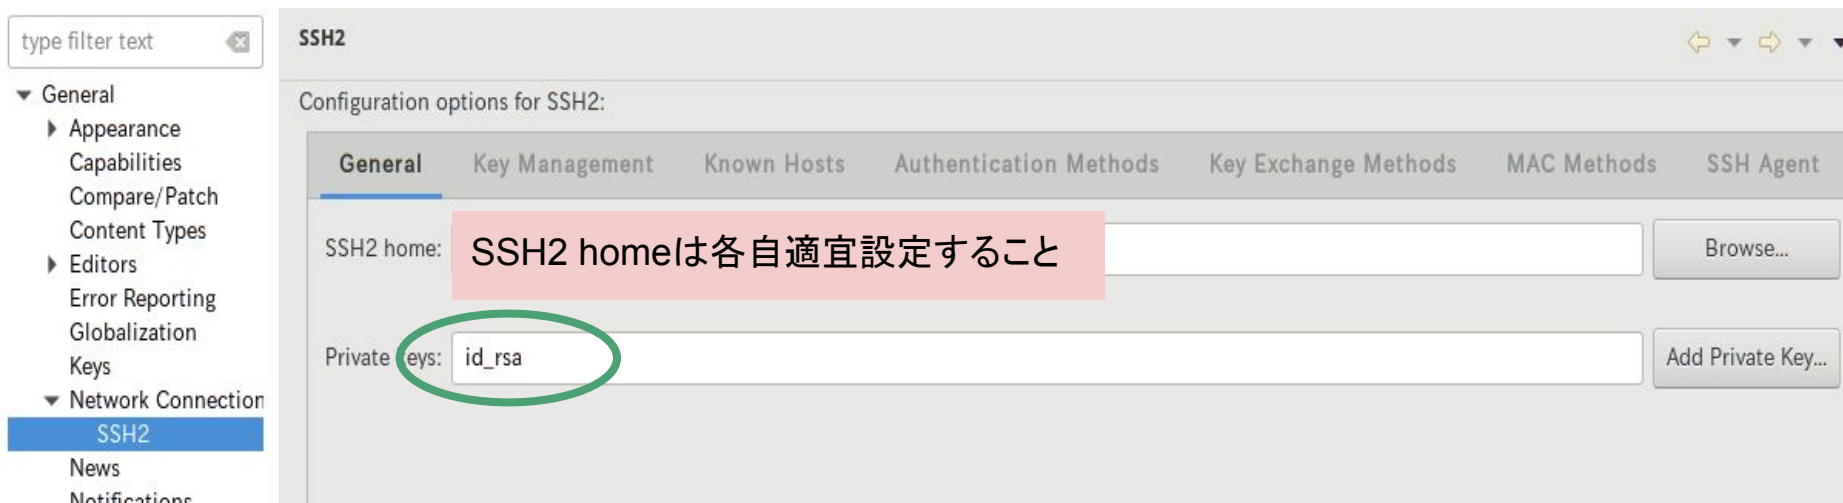 type filter text
SSH2
General
Appearance
Capabilities
Compare/Patch
Content Types
Editors
Error Reporting
Globalization
Keys
Network Connection
SSH2
News
Notifications
Configuration options for SSH2:
General Key Management Known Hosts Authentication Methods Key Exchange Methods MAC Methods SSH Agent
SSH2 home: SSH2 homeは各自適宜設定すること Browse...
Private Keys: id_rsa Add Private Key...